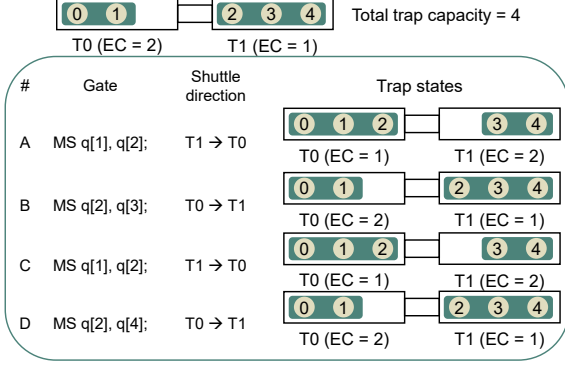 0 1 2 3 4 Total trap capacity = 4
T0 (EC = 2) T1 (EC = 1)
# Gate Shuttle direction Trap states
0 1 2 3 4
A MS q[1], q[2]; T1 → T0
T0 (EC = 1) T1 (EC = 2)
0 1 2 3 4
B MS q[2], q[3]; T0 → T1
T0 (EC = 2) T1 (EC = 1)
0 1 2 3 4
C MS q[1], q[2]; T1 → T0
T0 (EC = 1) T1 (EC = 2)
0 1 2 3 4
D MS q[2], q[4]; T0 → T1
T0 (EC = 2) T1 (EC = 1)